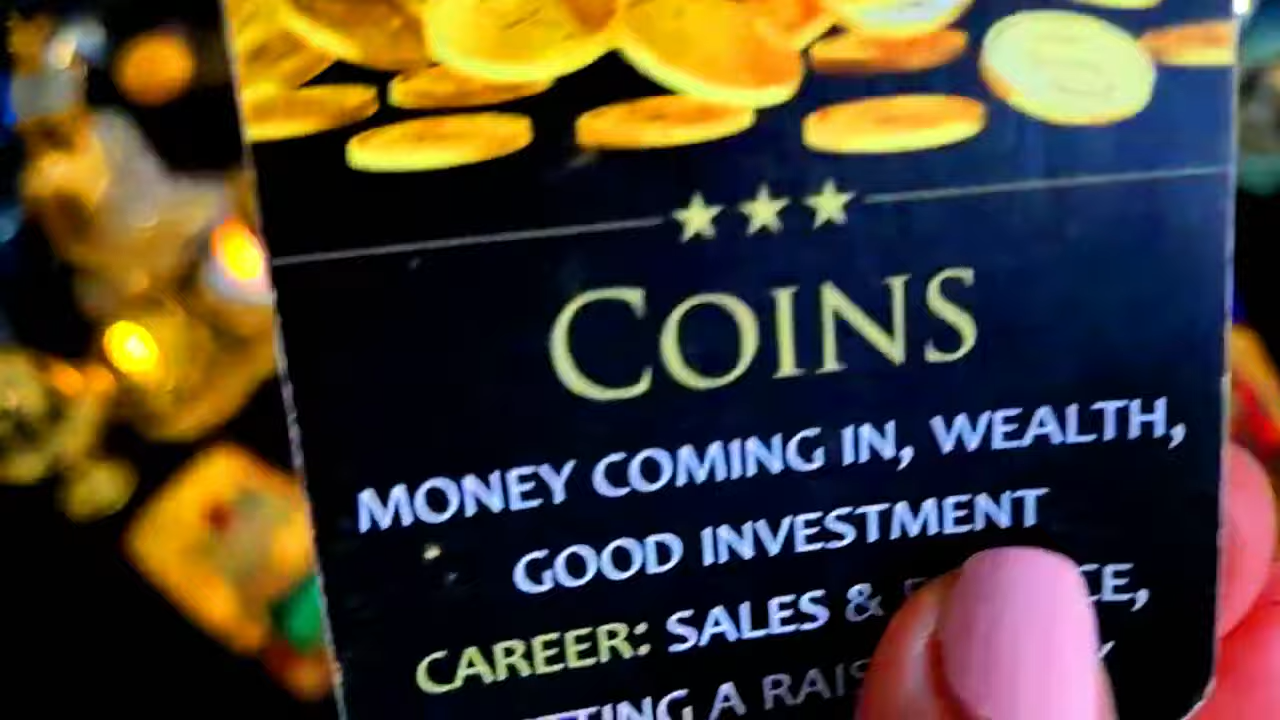 COINS
MONEY COMING IN, WEALTH,
GOOD INVESTMENT
CAREER: SALES &
A